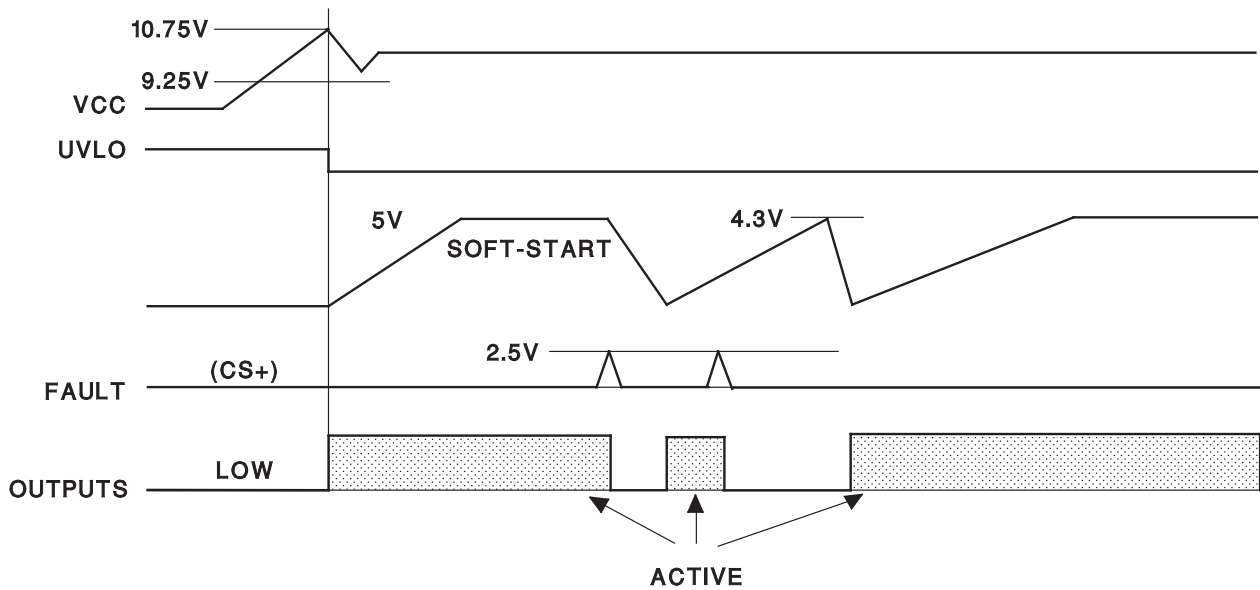 10.75V
9.25V
VCC
UVLO
5V
4.3V
SOFT-START
2.5V
(CS+)
FAULT
LOW
OUTPUTS
ACTIVE